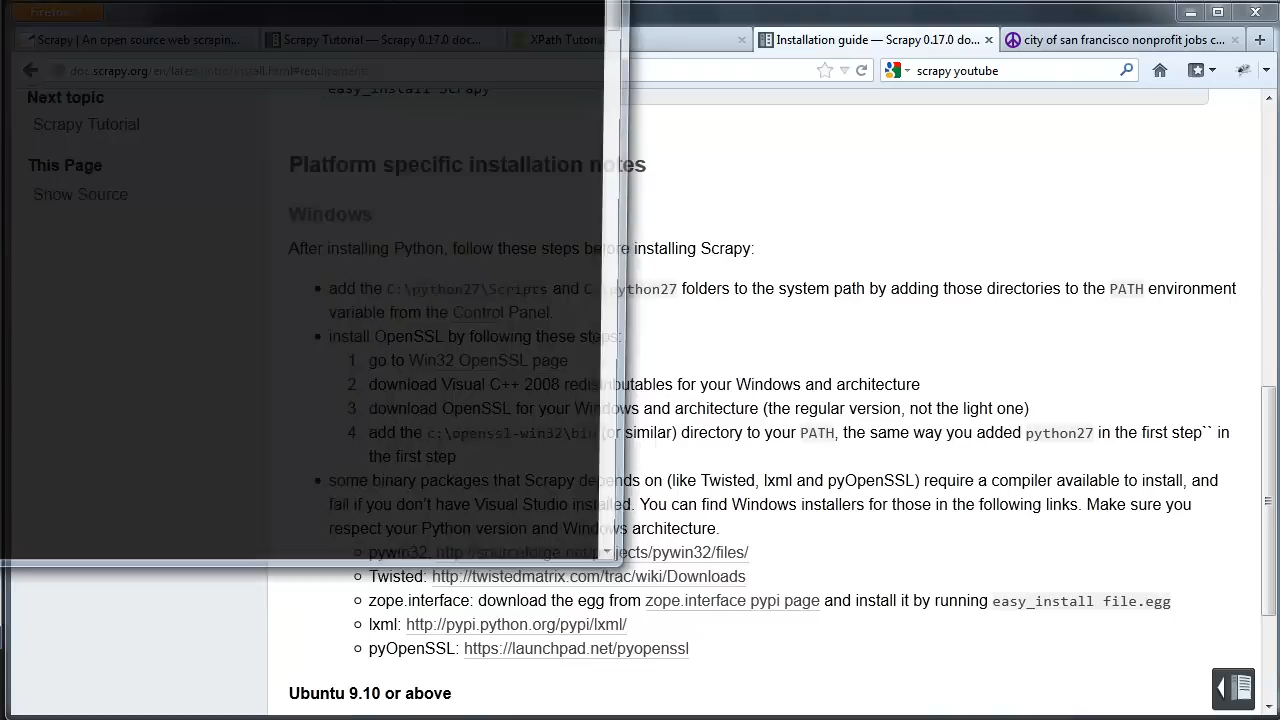 Firefox
Scrapy | An open source web scrapin...
Scrapy Tutorial — Scrapy 0.17.0 doc...
XPath Tutor
Installation guide — Scrapy 0.17.0 do...
city of san francisco nonprofit jobs c...
scrapy youtube
Next topic
Scrapy Tutorial
This Page
Show Source
easy_install Scrapy
Platform specific installation notes
Windows
After installing Python, follow these steps before installing Scrapy:
add the C:\python27\Scripts and C:\python27 folders to the system path by adding those directories to the PATH environment
variable from the Control Panel.
install OpenSSL by following these steps:
1. go to Win32 OpenSSL page
2. download Visual C++ 2008 redistributables for your Windows and architecture
3. download OpenSSL for your Windows and architecture (the regular version, not the light one)
4. add the c:\openssl-win32\bin (or similar) directory to your PATH, the same way you added python27 in the first step`` in
the first step
some binary packages that Scrapy depends on (like Twisted, lxml and pyOpenSSL) require a compiler available to install, and
fail if you don't have Visual Studio installed. You can find Windows installers for those in the following links. Make sure you
respect your Python version and Windows architecture.
pywin32: http://sourceforge.net/projects/pywin32/files/
Twisted: http://twistedmatrix.com/trac/wiki/Downloads
zope.interface: download the egg from zope.interface pypi page and install it by running easy_install file.egg
lxml: http://pypi.python.org/pypi/lxml/
pyOpenSSL: https://launchpad.net/pyopenssl
Ubuntu 9.10 or above